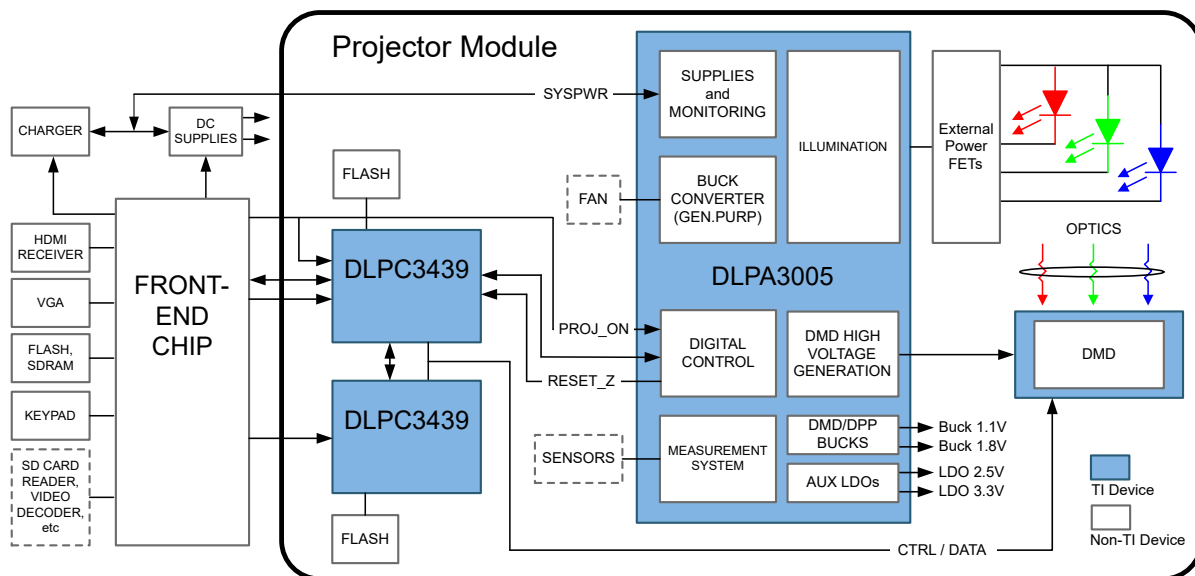 Projector Module
CHARGER
DC
SUPPLIES
SYSPWR
SUPPLIES
and
MONITORING
ILLUMINATION
External
Power
FETs
FLASH
FAN
BUCK
CONVERTER
(GEN.PURP)
HDMI
RECEIVER
VGA
FLASH,
SDRAM
KEYPAD
SD CARD
READER,
VIDEO
DECODER,
etc
FRONT-
END
CHIP
DLPC3439
DLPC3439
FLASH
DLPA3005
PROJ_ON
RESET_Z
DIGITAL
CONTROL
DMD HIGH
VOLTAGE
GENERATION
OPTICS
DMD
SENSORS
MEASUREMENT
SYSTEM
DMD/DPP
BUCKS
AUX LDOs
Buck 1.1V
Buck 1.8V
LDO 2.5V
LDO 3.3V
CTRL / DATA
TI Device
Non-TI Device